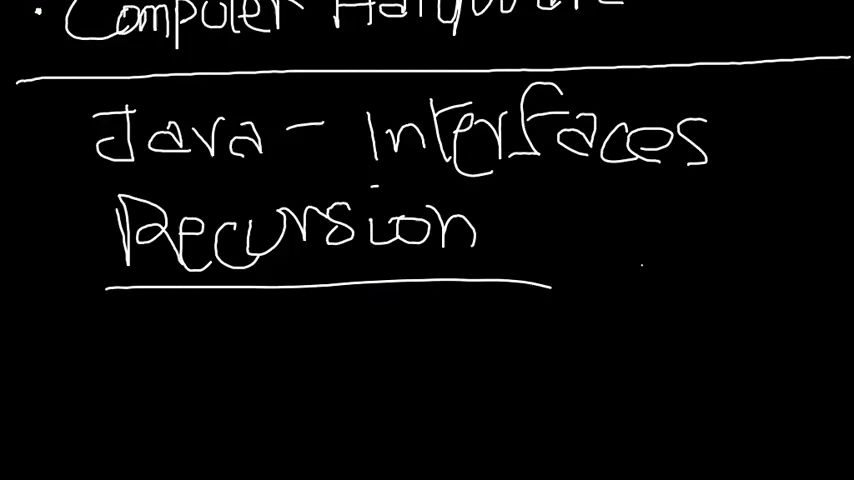 · Computer Hardware
Java - Interfaces
Recursion